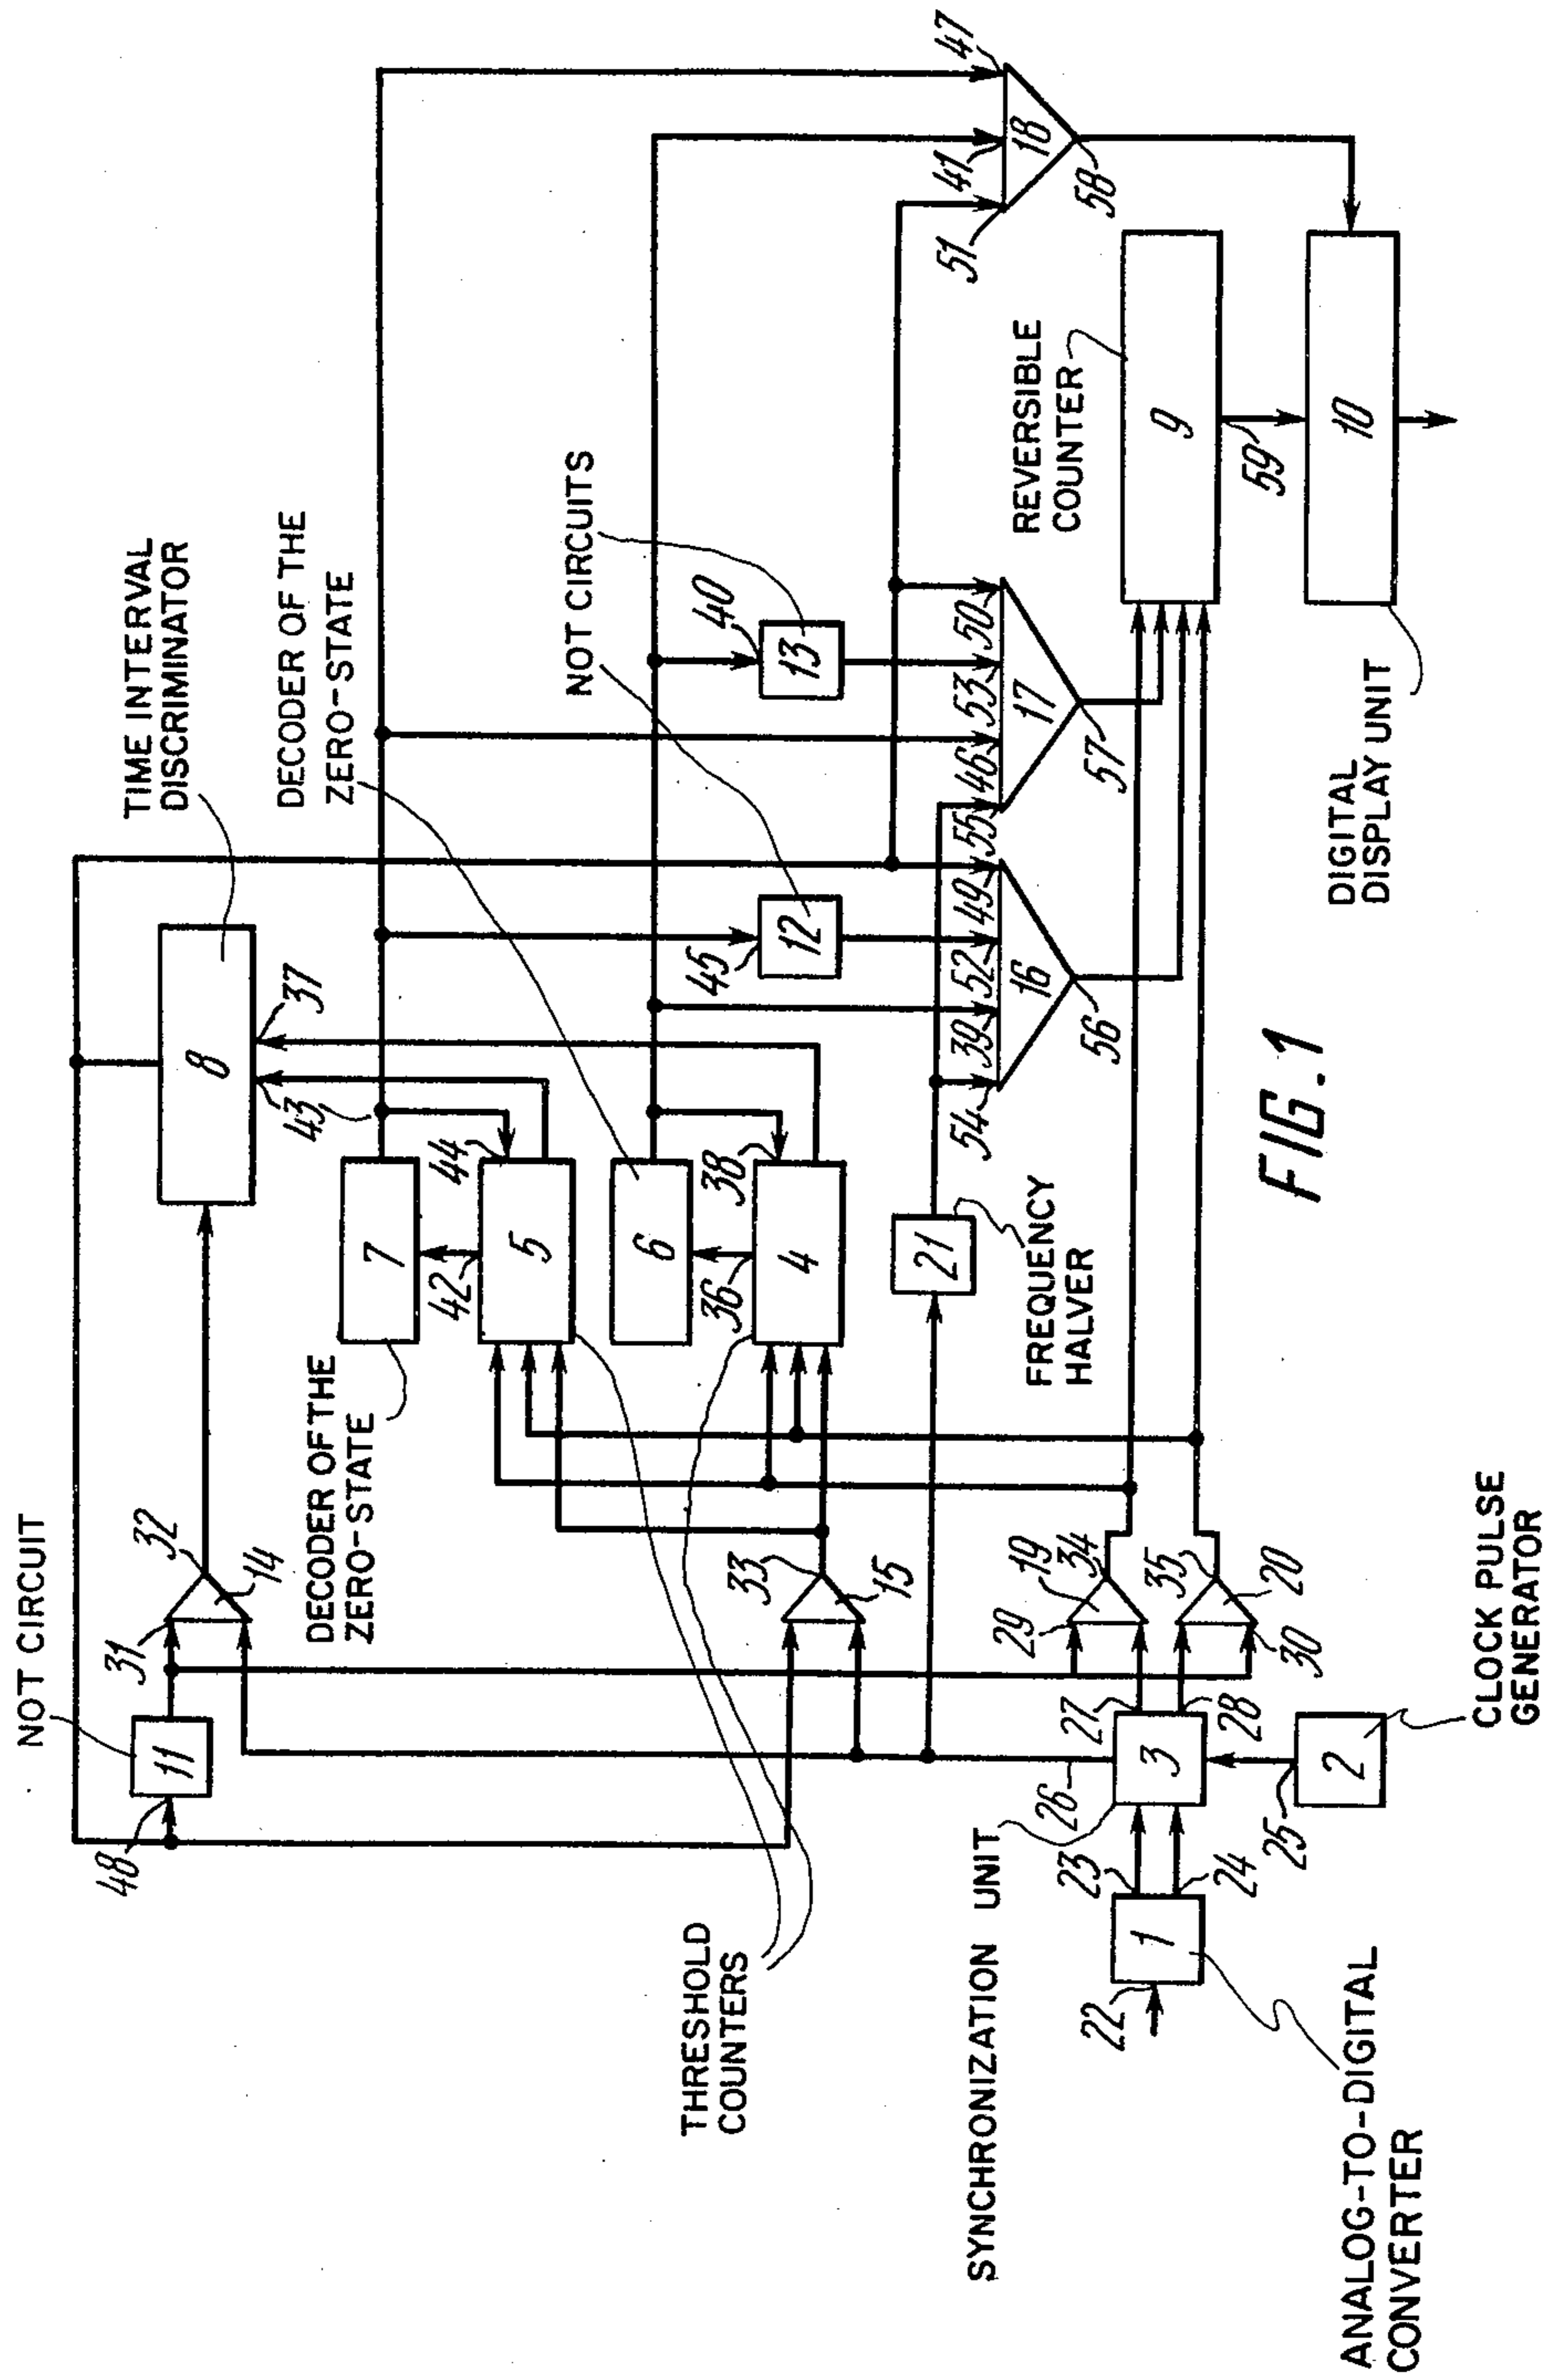 NOT CIRCUIT
48
11
31
32
14
TIME INTERVAL
DISCRIMINATOR
8
37
43
DECODER OF THE
ZERO-STATE
7
42
44
5
DECODER OF THE
ZERO-STATE
6
36
38
4
THRESHOLD
COUNTERS
33
15
NOT CIRCUITS
45
12
40
13
21
FREQUENCY
HALVER
54
39
52
49
16
56
55
46
53
50
17
57
51
41
47
18
58
SYNCHRONIZATION UNIT
22
1
23
24
26
3
27
28
25
2
29
19
34
35
30
20
ANALOG-TO-DIGITAL
CONVERTER
CLOCK PULSE
GENERATOR
REVERSIBLE
COUNTER
9
59
10
DIGITAL
DISPLAY UNIT
FIG. 1